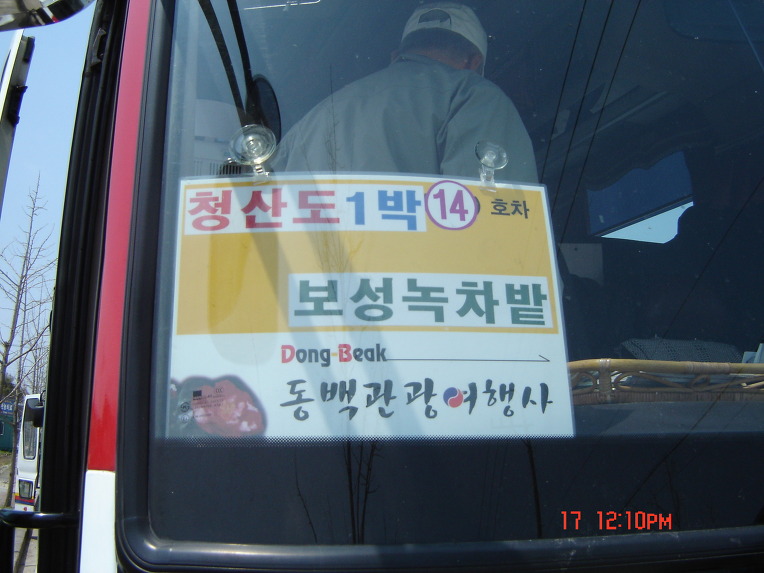 청산도1박 14 호차
보성녹차밭
Dong-Beak
동백관광여행사
17 12:10PM